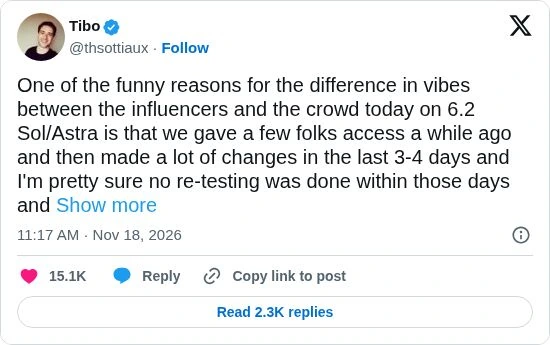 Tibo
@thsottiaux · Follow
One of the funny reasons for the difference in vibes
between the influencers and the crowd today on 6.2
Sol/Astra is that we gave a few folks access a while ago
and then made a lot of changes in the last 3-4 days and
I'm pretty sure no re-testing was done within those days
and Show more
11:17 AM · Nov 18, 2026
15.1K Reply Copy link to post
Read 2.3K replies